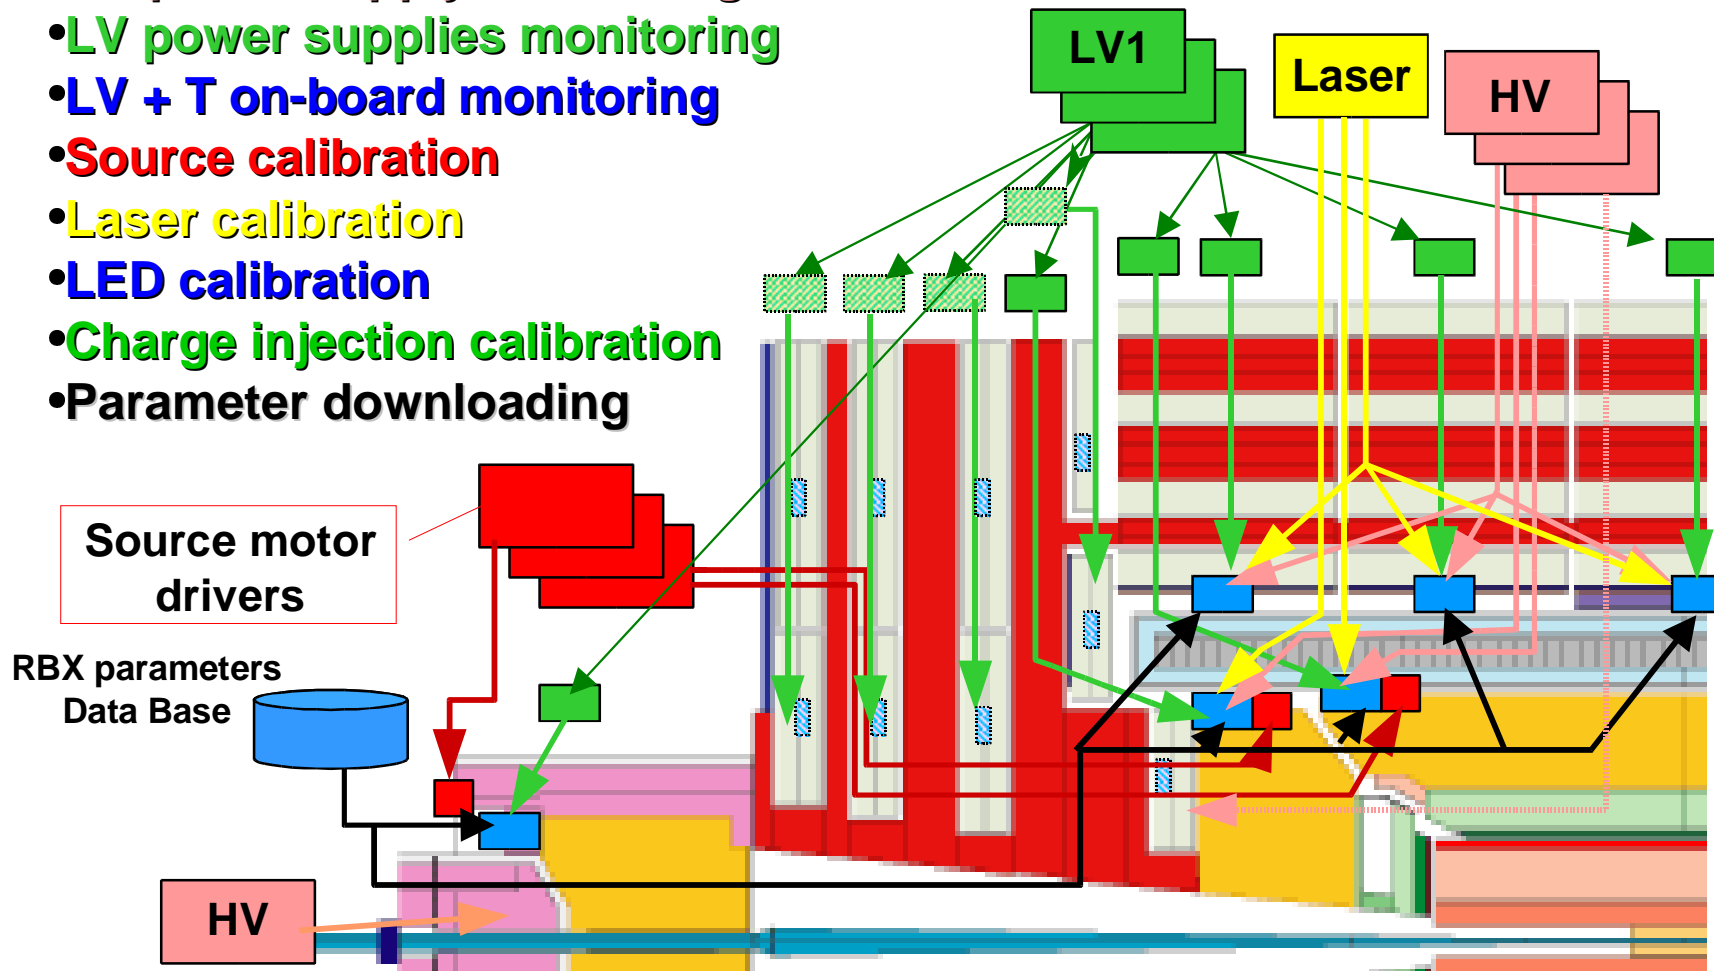 •LV power supplies monitoring
•LV + T on-board monitoring
•Source calibration
•Laser calibration
•LED calibration
•Charge injection calibration
•Parameter downloading
LV1
Laser
HV
Source motor
drivers
RBX parameters
Data Base
HV